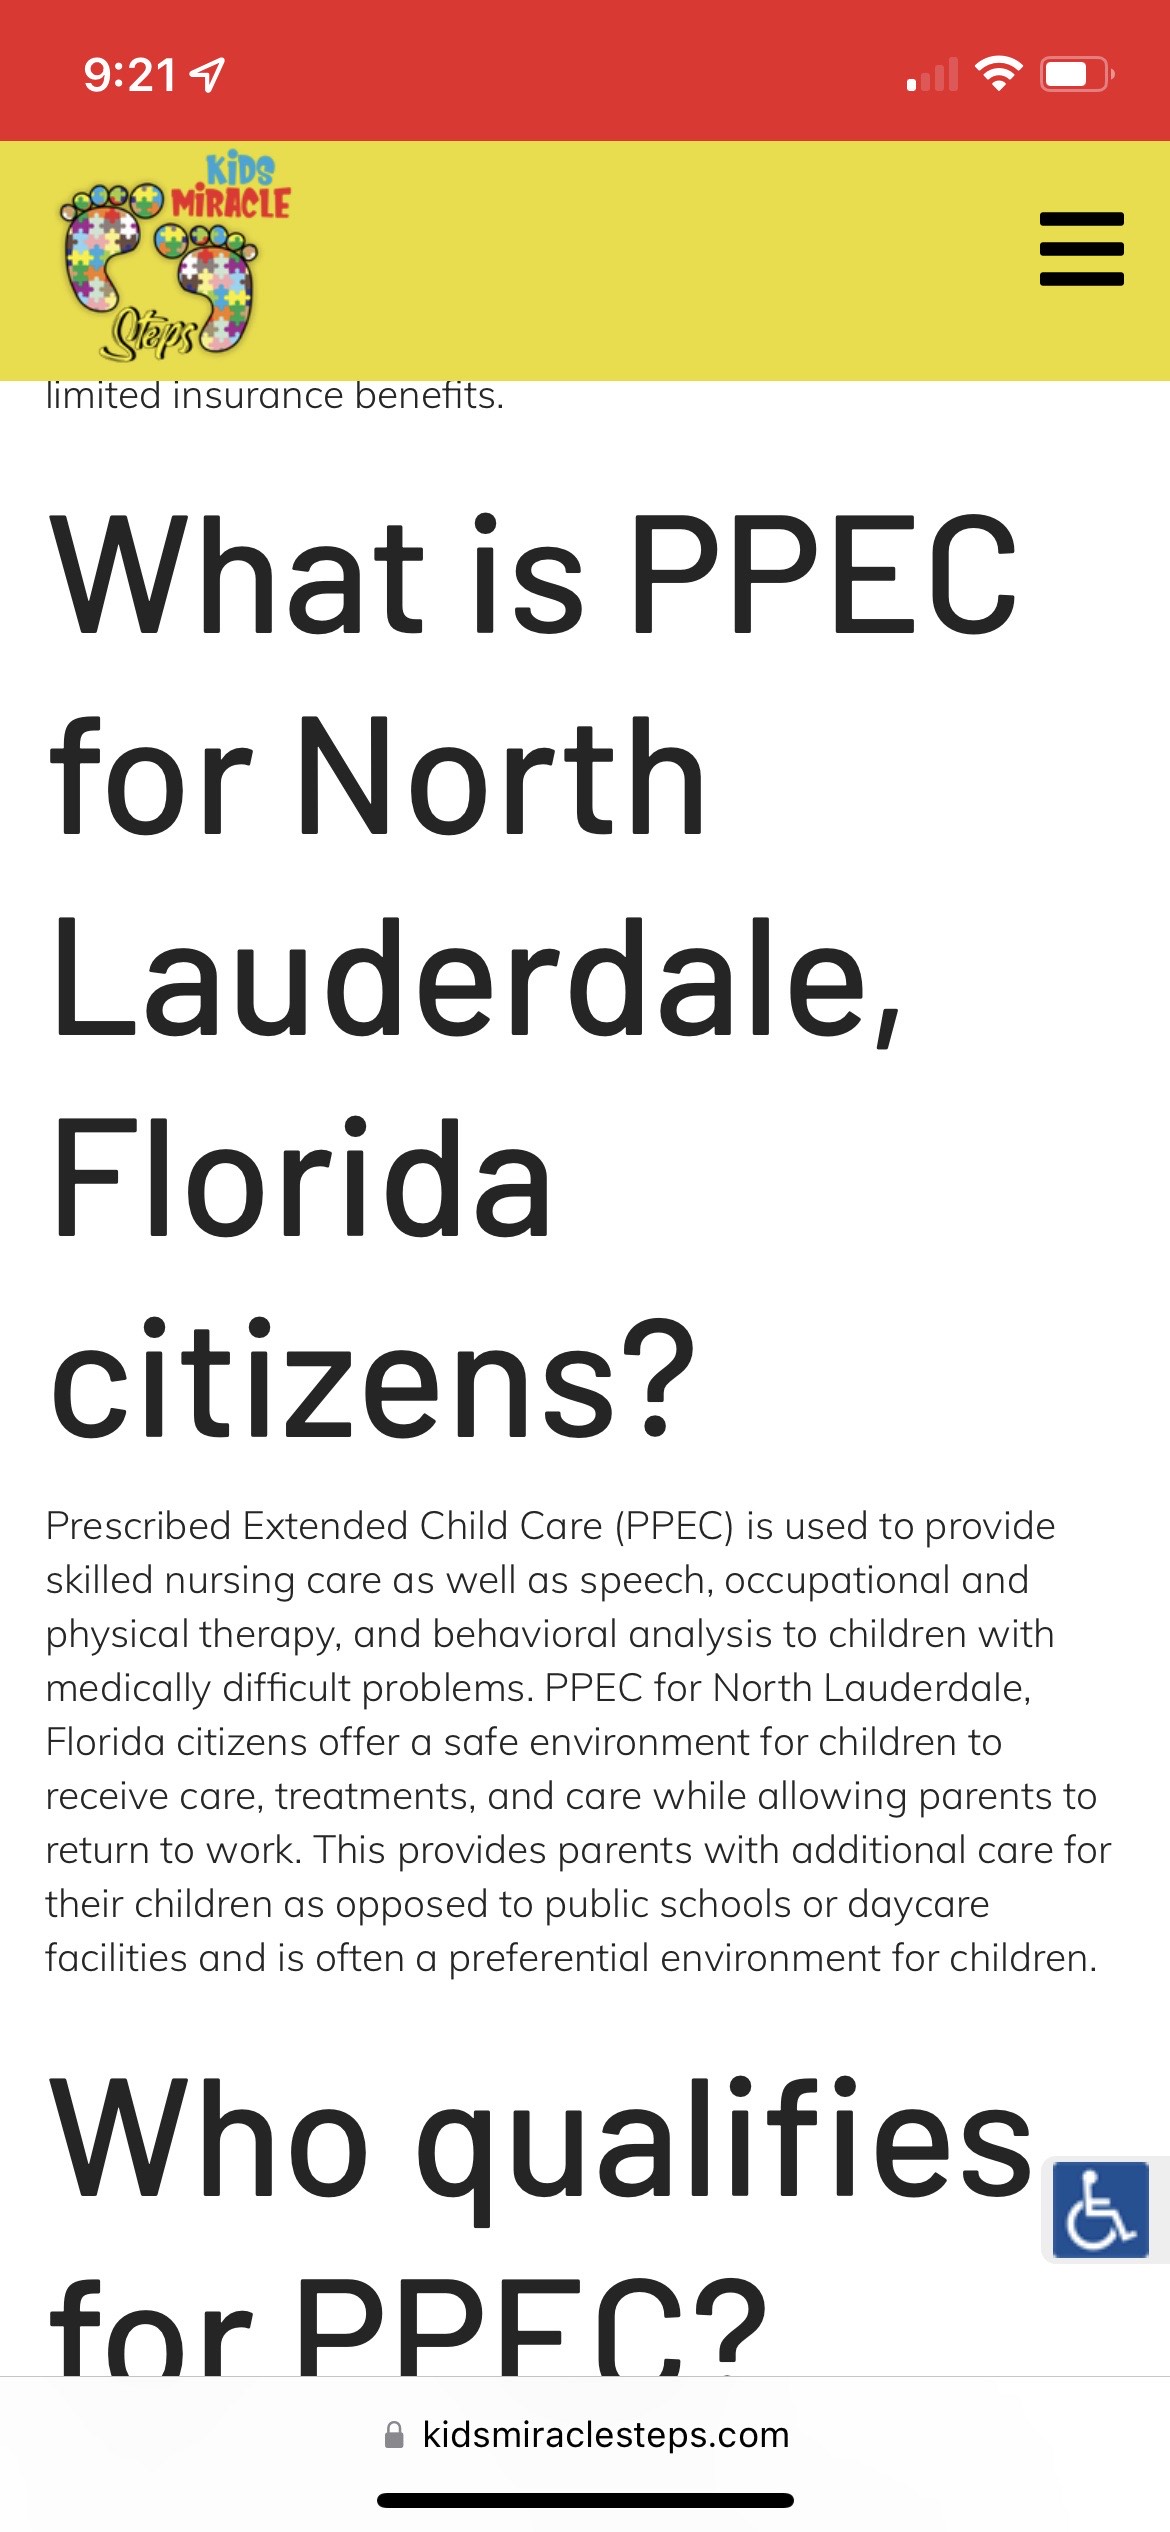 9:21
KiDS
MiRACLE
Steps
limited insurance benefits.
What is PPEC
for North
Lauderdale,
Florida
citizens?
Prescribed Extended Child Care (PPEC) is used to provide
skilled nursing care as well as speech, occupational and
physical therapy, and behavioral analysis to children with
medically difficult problems. PPEC for North Lauderdale,
Florida citizens offer a safe environment for children to
receive care, treatments, and care while allowing parents to
return to work. This provides parents with additional care for
their children as opposed to public schools or daycare
facilities and is often a preferential environment for children.
Who qualifies
for PPEC?
kidsmiraclesteps.com